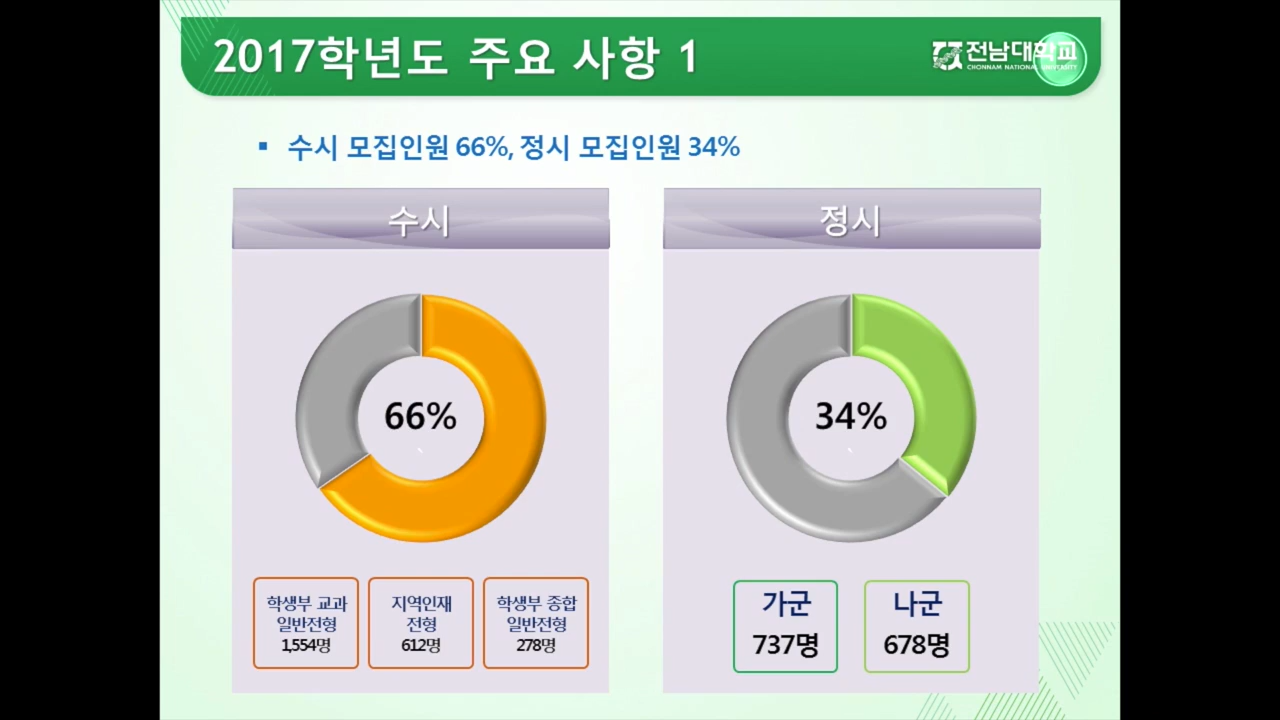 2017학년도 주요 사항 1
전남대학교
CHONNAM NATIONAL UNIVERSITY
▪ 수시 모집인원 66%, 정시 모집인원 34%
수시
66%
학생부 교과
일반전형
1,554명
지역인재
전형
612명
학생부 종합
일반전형
278명
정시
34%
가군
737명
나군
678명